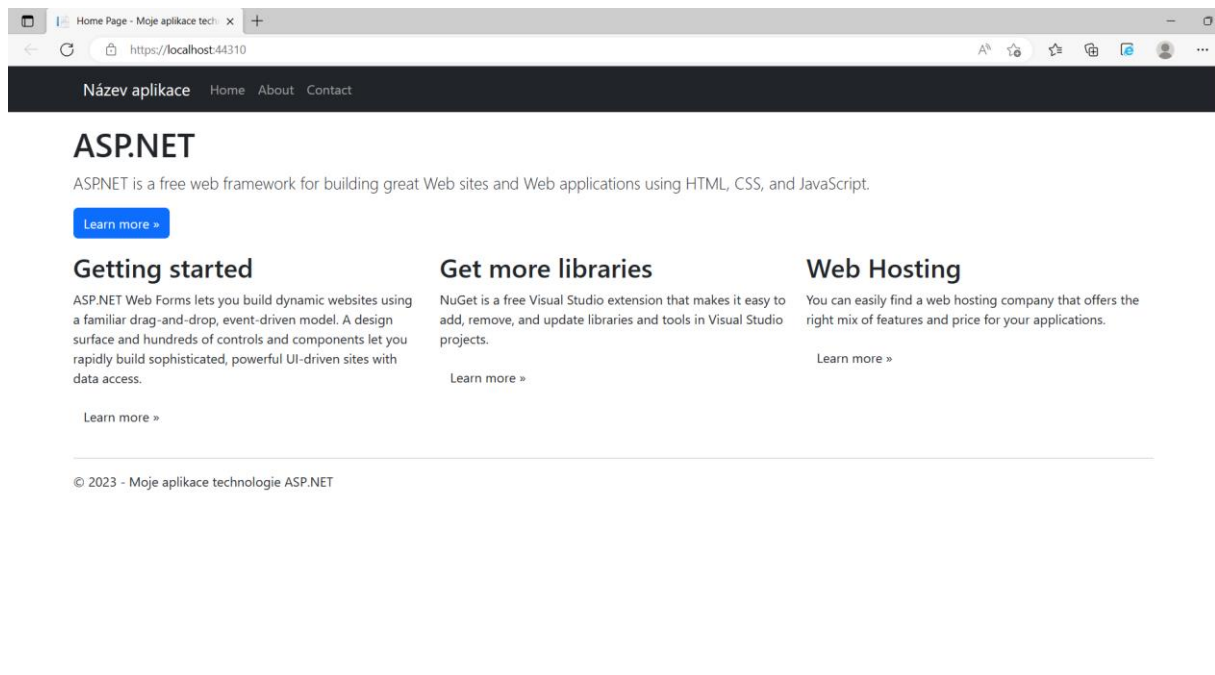 Home Page - Moje aplikace tech
https://localhost:44310
Název aplikace Home About Contact
ASP.NET
ASP.NET is a free web framework for building great Web sites and Web applications using HTML, CSS, and JavaScript.
Learn more »
Getting started
ASP.NET Web Forms lets you build dynamic websites using
a familiar drag-and-drop, event-driven model. A design
surface and hundreds of controls and components let you
rapidly build sophisticated, powerful UI-driven sites with
data access.
Learn more »
Get more libraries
NuGet is a free Visual Studio extension that makes it easy to
add, remove, and update libraries and tools in Visual Studio
projects.
Learn more »
Web Hosting
You can easily find a web hosting company that offers the
right mix of features and price for your applications.
Learn more »
© 2023 - Moje aplikace technologie ASP.NET